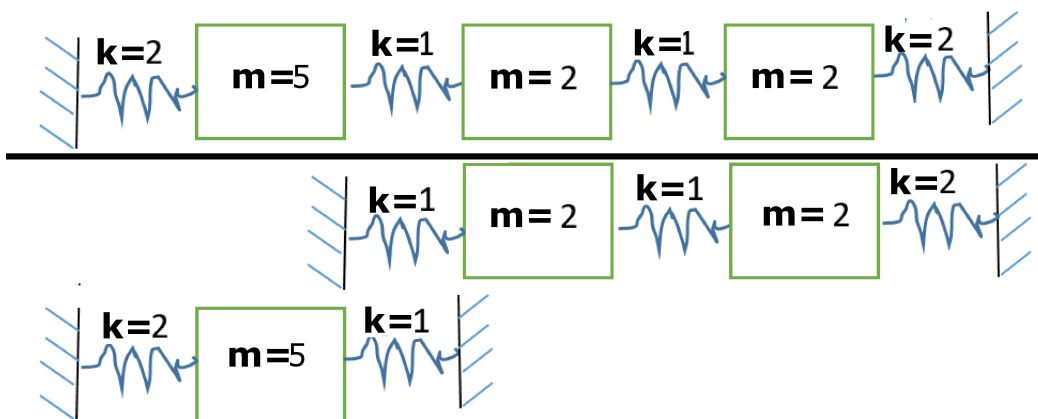 k=2 m=5 k=1 m= 2 k=1 m= 2 k=2
k=1 m= 2 k=1 m= 2 k=2
k=2 m=5 k=1